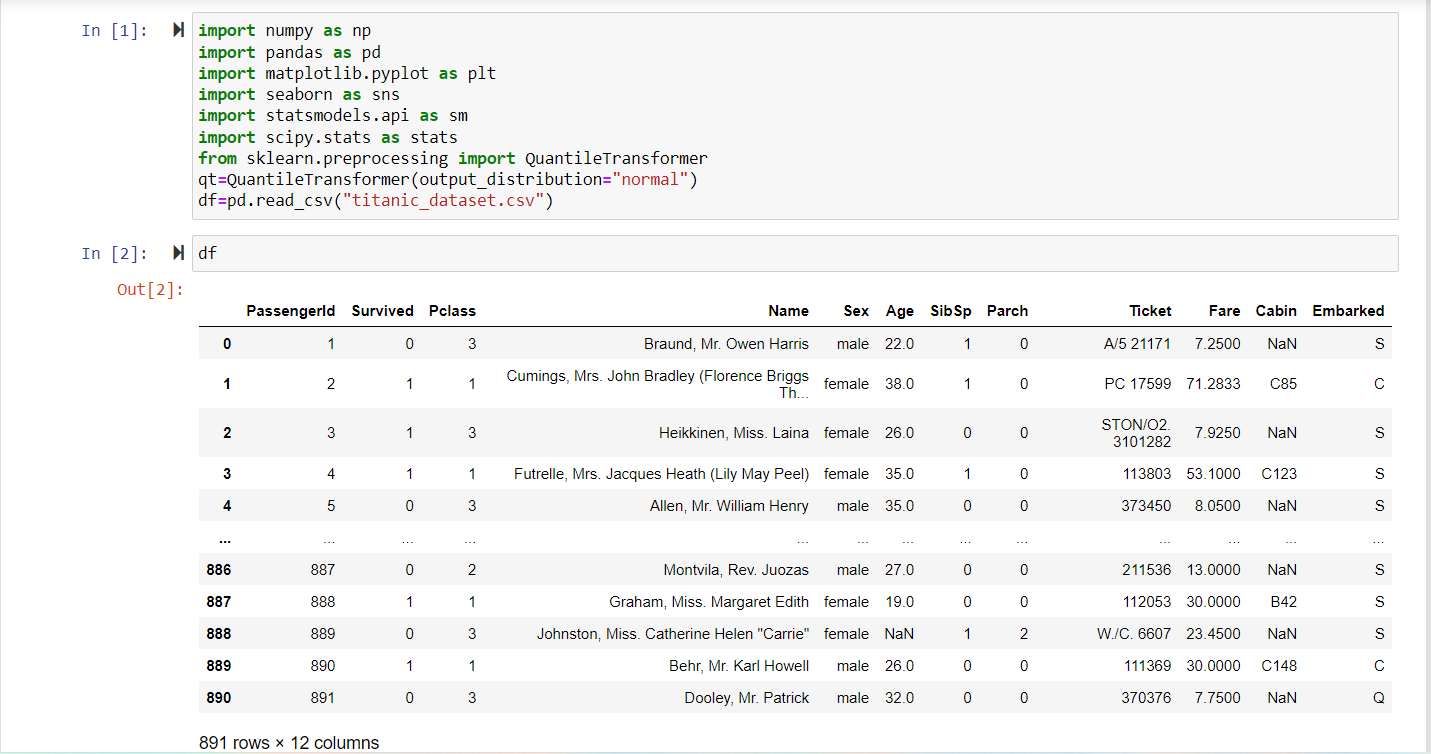 In [1]: import numpy as np
import pandas as pd
import matplotlib.pyplot as plt
import seaborn as sns
import statsmodels.api as sm
import scipy.stats as stats
from sklearn.preprocessing import QuantileTransformer
qt=QuantileTransformer(output_distribution="normal")
df=pd.read_csv("titanic_dataset.csv")
In [2]: df
Out[2]:
PassengerId Survived Pclass Name Sex Age SibSp Parch Ticket Fare Cabin Embarked
0 1 0 3 Braund, Mr. Owen Harris male 22.0 1 0 A/5 21171 7.2500 NaN S
1 2 1 1 Cumings, Mrs. John Bradley (Florence Briggs Th... female 38.0 1 0 PC 17599 71.2833 C85 C
2 3 1 3 Heikkinen, Miss. Laina female 26.0 0 0 STON/O2. 3101282 7.9250 NaN S
3 4 1 1 Futrelle, Mrs. Jacques Heath (Lily May Peel) female 35.0 1 0 113803 53.1000 C123 S
4 5 0 3 Allen, Mr. William Henry male 35.0 0 0 373450 8.0500 NaN S
... ... ... ... ... ... ... ... ... ... ... ... ...
886 887 0 2 Montvila, Rev. Juozas male 27.0 0 0 211536 13.0000 NaN S
887 888 1 1 Graham, Miss. Margaret Edith female 19.0 0 0 112053 30.0000 B42 S
888 889 0 3 Johnston, Miss. Catherine Helen "Carrie" female NaN 1 2 W./C. 6607 23.4500 NaN S
889 890 1 1 Behr, Mr. Karl Howell male 26.0 0 0 111369 30.0000 C148 C
890 891 0 3 Dooley, Mr. Patrick male 32.0 0 0 370376 7.7500 NaN Q
891 rows × 12 columns